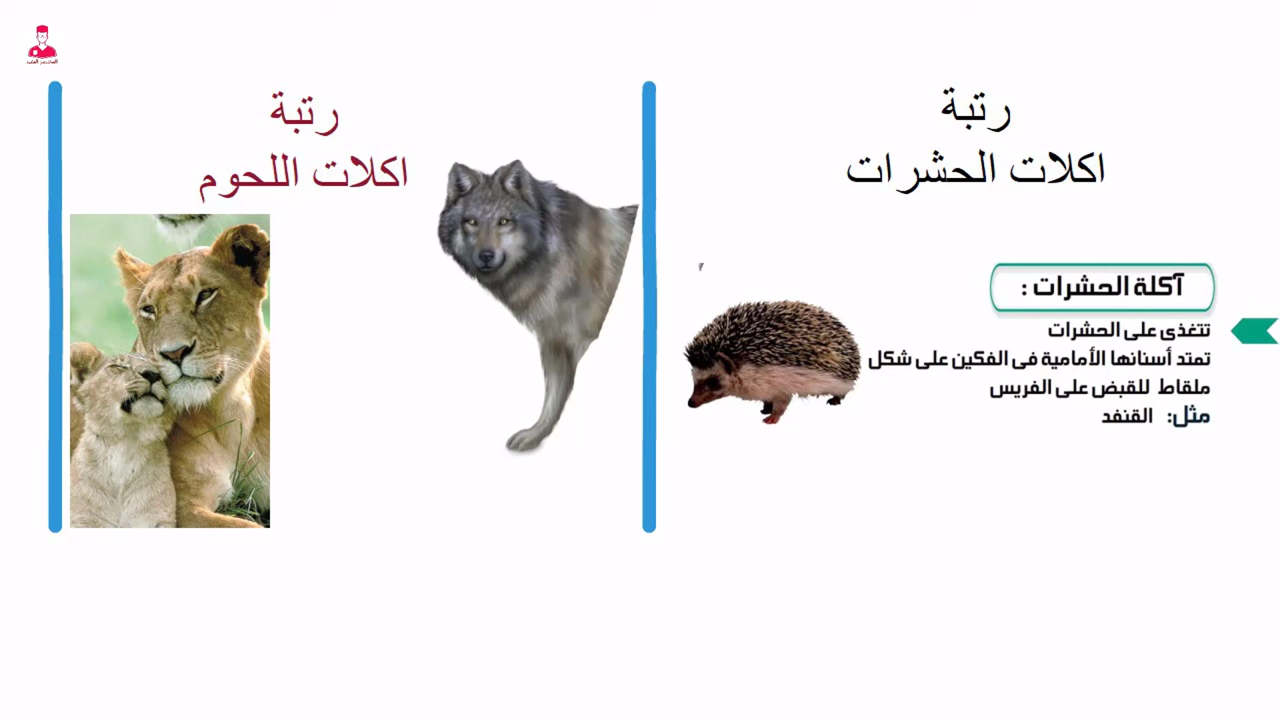 رتبة
اكلات الحشرات
آكلة الحشرات :
تتغذى على الحشرات
تمتد أسنانها الأمامية فى الفكين على شكل
ملقاط للقبض على الفريس
مثل: القنفد
رتبة
اكلات اللحوم